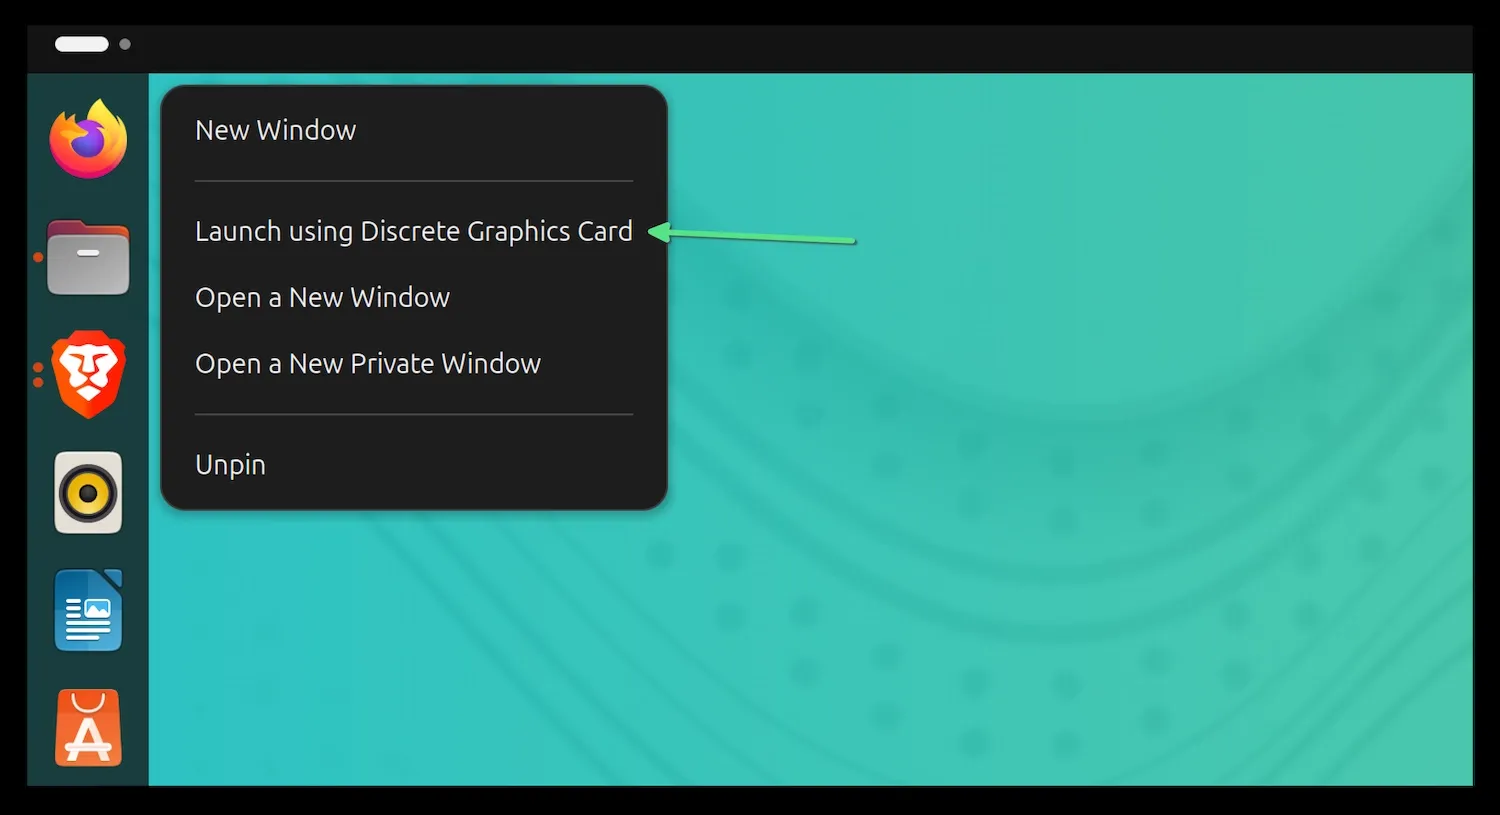 New Window
Launch using Discrete Graphics Card
Open a New Window
Open a New Private Window
Unpin